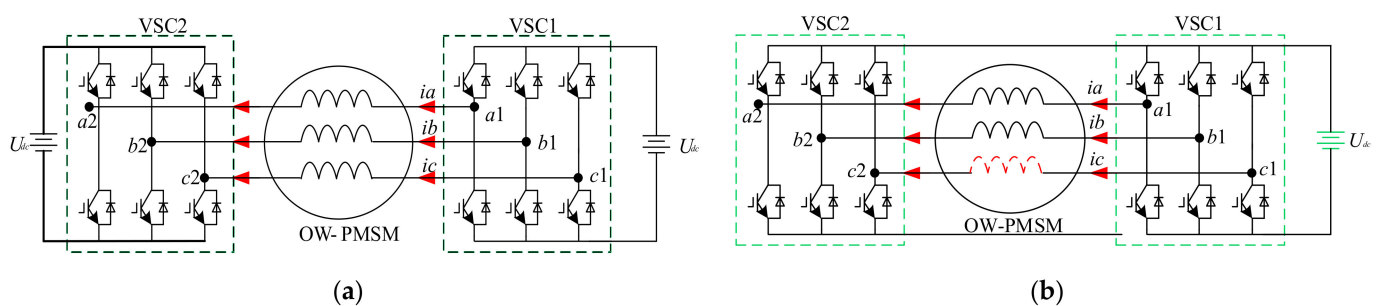 VSC2
VSC1
ia
a2
a1
ib
b2
b1
Udc
Udc
ic
c2
c1
OW- PMSM
(a)
VSC2
VSC1
ia
a2
a1
ib
b2
b1
Udc
ic
c2
c1
OW-PMSM
(b)